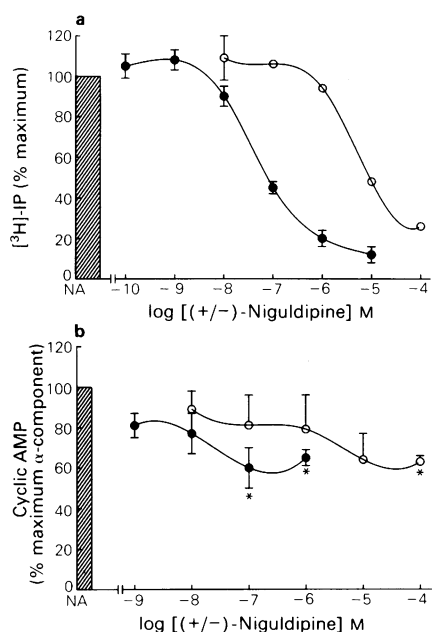 a
[³H]-IP (% maximum)
120
100
80
60
40
20
0
NA
−10 −9 −8 −7 −6 −5 −4
log [(+/−)-Niguldipine] M
b
Cyclic AMP
(% maximum α-component)
120
100
80
60
40
20
0
NA
−9 −8 −7 −6 −5 −4
log [(+/−)-Niguldipine] M
* * *